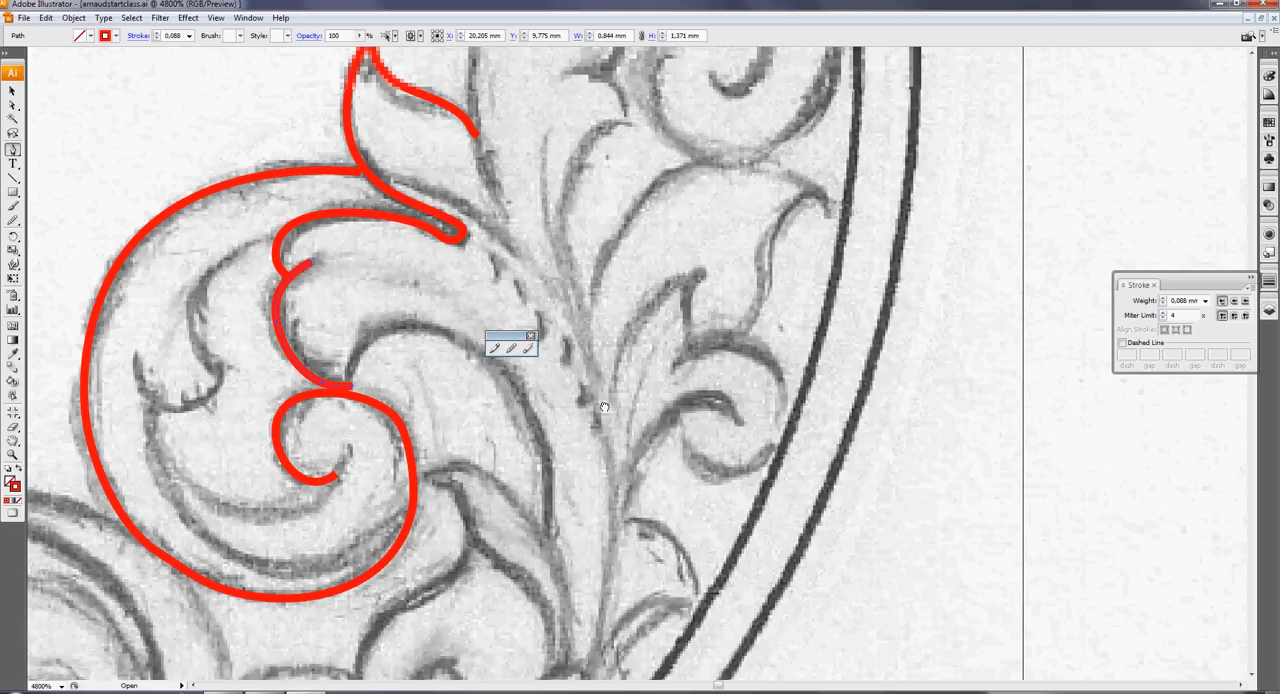 Adobe Illustrator - [arnaudstartclass.ai @ 4800% (RGB/Preview) ]
File Edit Object Type Select Filter Effect View Window Help
Path Stroke: 0,088 Brush: Style: Opacity: 100 % X: 20,205 mm Y: 9,775 mm W: 0,844 mm H: 1,371 mm
Ai
T
Stroke
Weight: 0,088 mm
Miter Limit: 4 x
Align Stroke:
Dashed Line
dash gap dash gap dash gap
4800% Open